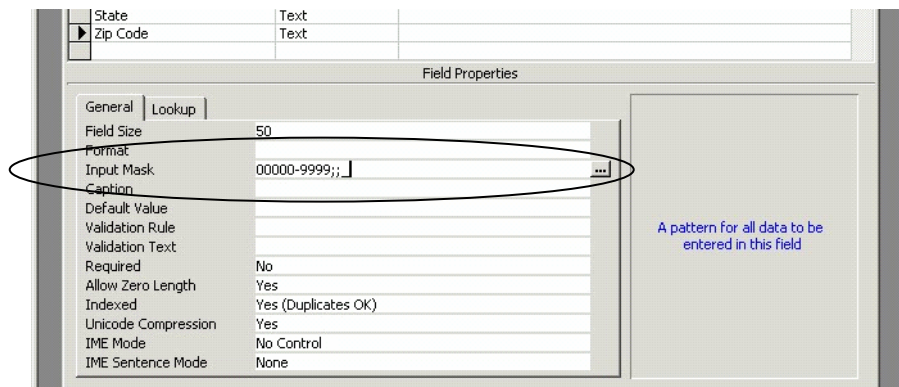 State Text
Zip Code Text
Field Properties
General Lookup
Field Size 50
Format
Input Mask 00000-9999;;_
Caption
Default Value
Validation Rule
Validation Text
Required No
Allow Zero Length Yes
Indexed Yes (Duplicates OK)
Unicode Compression Yes
IME Mode No Control
IME Sentence Mode None
...
A pattern for all data to be
entered in this field